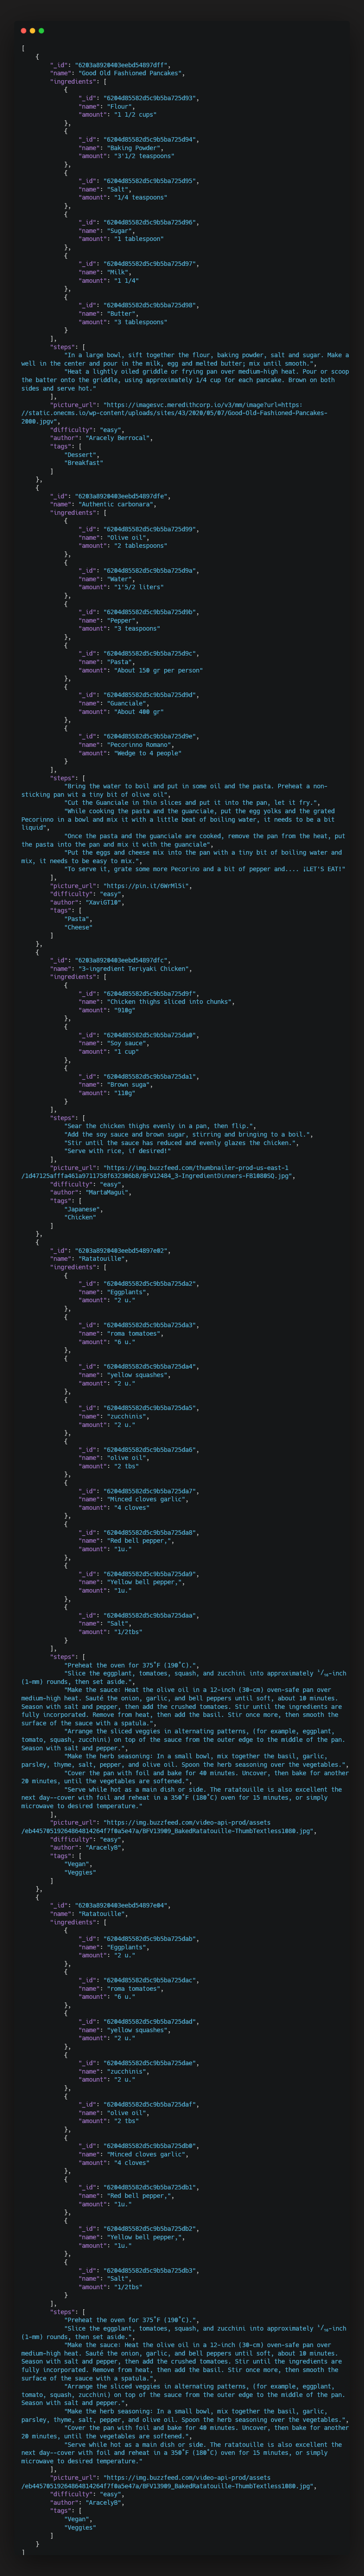 [
    {
        "_id": "6203a8920403eebd54897dff",
        "name": "Good Old Fashioned Pancakes",
        "ingredients": [
            {
                "_id": "6204d85582d5c9b5ba725d93",
                "name": "Flour",
                "amount": "1 1/2 cups"
            },
            {
                "_id": "6204d85582d5c9b5ba725d94",
                "name": "Baking Powder",
                "amount": "3'1/2 teaspoons"
            },
            {
                "_id": "6204d85582d5c9b5ba725d95",
                "name": "Salt",
                "amount": "1/4 teaspoons"
            },
            {
                "_id": "6204d85582d5c9b5ba725d96",
                "name": "Sugar",
                "amount": "1 tablespoon"
            },
            {
                "_id": "6204d85582d5c9b5ba725d97",
                "name": "Milk",
                "amount": "1 1/4"
            },
            {
                "_id": "6204d85582d5c9b5ba725d98",
                "name": "Butter",
                "amount": "3 tablespoons"
            }
        ],
        "steps": [
            "In a large bowl, sift together the flour, baking powder, salt and sugar. Make a
well in the center and pour in the milk, egg and melted butter; mix until smooth.",
            "Heat a lightly oiled griddle or frying pan over medium-high heat. Pour or scoop
the batter onto the griddle, using approximately 1/4 cup for each pancake. Brown on both
sides and serve hot."
        ],
        "picture_url": "https://imagesvc.meredithcorp.io/v3/mm/image?url=https:
//static.onecms.io/wp-content/uploads/sites/43/2020/05/07/Good-Old-Fashioned-Pancakes-
2000.jpgv",
        "difficulty": "easy",
        "author": "Aracely Berrocal",
        "tags": [
            "Dessert",
            "Breakfast"
        ]
    },
    {
        "_id": "6203a8920403eebd54897dfe",
        "name": "Authentic carbonara",
        "ingredients": [
            {
                "_id": "6204d85582d5c9b5ba725d99",
                "name": "Olive oil",
                "amount": "2 tablespoons"
            },
            {
                "_id": "6204d85582d5c9b5ba725d9a",
                "name": "Water",
                "amount": "1'5/2 liters"
            },
            {
                "_id": "6204d85582d5c9b5ba725d9b",
                "name": "Pepper",
                "amount": "3 teaspoons"
            },
            {
                "_id": "6204d85582d5c9b5ba725d9c",
                "name": "Pasta",
                "amount": "About 150 gr per person"
            },
            {
                "_id": "6204d85582d5c9b5ba725d9d",
                "name": "Guanciale",
                "amount": "About 400 gr"
            },
            {
                "_id": "6204d85582d5c9b5ba725d9e",
                "name": "Pecorinno Romano",
                "amount": "Wedge to 4 people"
            }
        ],
        "steps": [
            "Bring the water to boil and put in some oil and the pasta. Preheat a non-
sticking pan wit a tiny bit of olive oil",
            "Cut the Guanciale in thin slices and put it into the pan, let it fry.",
            "While cooking the pasta and the guanciale, put the egg yolks and the grated
Pecorinno in a bowl and mix it with a little beat of boiling water, it needs to be a bit
liquid",
            "Once the pasta and the guanciale are cooked, remove the pan from the heat, put
the pasta into the pan and mix it with the guanciale",
            "Put the eggs and cheese mix into the pan with a tiny bit of boiling water and
mix, it needs to be easy to mix.",
            "To serve it, grate some more Pecorino and a bit of pepper and.... ¡LET'S EAT!"
        ],
        "picture_url": "https://pin.it/6WrMl5i",
        "difficulty": "easy",
        "author": "XaviGT10",
        "tags": [
            "Pasta",
            "Cheese"
        ]
    },
    {
        "_id": "6203a8920403eebd54897dfc",
        "name": "3-ingredient Teriyaki Chicken",
        "ingredients": [
            {
                "_id": "6204d85582d5c9b5ba725d9f",
                "name": "Chicken thighs sliced into chunks",
                "amount": "910g"
            },
            {
                "_id": "6204d85582d5c9b5ba725da0",
                "name": "Soy sauce",
                "amount": "1 cup"
            },
            {
                "_id": "6204d85582d5c9b5ba725da1",
                "name": "Brown suga",
                "amount": "110g"
            }
        ],
        "steps": [
            "Sear the chicken thighs evenly in a pan, then flip.",
            "Add the soy sauce and brown sugar, stirring and bringing to a boil.",
            "Stir until the sauce has reduced and evenly glazes the chicken.",
            "Serve with rice, if desired!"
        ],
        "picture_url": "https://img.buzzfeed.com/thumbnailer-prod-us-east-1
/1d47125afffa461a9711758f632306b8/BFV12484_3-IngredientDinners-FB1080SQ.jpg",
        "difficulty": "easy",
        "author": "MartaMagui",
        "tags": [
            "Japanese",
            "Chicken"
        ]
    },
    {
        "_id": "6203a8920403eebd54897e02",
        "name": "Ratatouille",
        "ingredients": [
            {
                "_id": "6204d85582d5c9b5ba725da2",
                "name": "Eggplants",
                "amount": "2 u."
            },
            {
                "_id": "6204d85582d5c9b5ba725da3",
                "name": "roma tomatoes",
                "amount": "6 u."
            },
            {
                "_id": "6204d85582d5c9b5ba725da4",
                "name": "yellow squashes",
                "amount": "2 u."
            },
            {
                "_id": "6204d85582d5c9b5ba725da5",
                "name": "zucchinis",
                "amount": "2 u."
            },
            {
                "_id": "6204d85582d5c9b5ba725da6",
                "name": "olive oil",
                "amount": "2 tbs"
            },
            {
                "_id": "6204d85582d5c9b5ba725da7",
                "name": "Minced cloves garlic",
                "amount": "4 cloves"
            },
            {
                "_id": "6204d85582d5c9b5ba725da8",
                "name": "Red bell pepper,",
                "amount": "1u."
            },
            {
                "_id": "6204d85582d5c9b5ba725da9",
                "name": "Yellow bell pepper,",
                "amount": "1u."
            },
            {
                "_id": "6204d85582d5c9b5ba725daa",
                "name": "Salt",
                "amount": "1/2tbs"
            }
        ],
        "steps": [
            "Preheat the oven for 375˚F (190˚C).",
            "Slice the eggplant, tomatoes, squash, and zucchini into approximately ¹/₁₆-inch
(1-mm) rounds, then set aside.",
            "Make the sauce: Heat the olive oil in a 12-inch (30-cm) oven-safe pan over
medium-high heat. Sauté the onion, garlic, and bell peppers until soft, about 10 minutes.
Season with salt and pepper, then add the crushed tomatoes. Stir until the ingredients are
fully incorporated. Remove from heat, then add the basil. Stir once more, then smooth the
surface of the sauce with a spatula.",
            "Arrange the sliced veggies in alternating patterns, (for example, eggplant,
tomato, squash, zucchini) on top of the sauce from the outer edge to the middle of the pan.
Season with salt and pepper.",
            "Make the herb seasoning: In a small bowl, mix together the basil, garlic,
parsley, thyme, salt, pepper, and olive oil. Spoon the herb seasoning over the vegetables.",
            "Cover the pan with foil and bake for 40 minutes. Uncover, then bake for another
20 minutes, until the vegetables are softened.",
            "Serve while hot as a main dish or side. The ratatouille is also excellent the
next day--cover with foil and reheat in a 350˚F (180˚C) oven for 15 minutes, or simply
microwave to desired temperature."
        ],
        "picture_url": "https://img.buzzfeed.com/video-api-prod/assets
/eb44570519264864814264f7f0a5e47a/BFV13909_BakedRatatouille-ThumbTextless1080.jpg",
        "difficulty": "easy",
        "author": "AracelyB",
        "tags": [
            "Vegan",
            "Veggies"
        ]
    },
    {
        "_id": "6203a8920403eebd54897e04",
        "name": "Ratatouille",
        "ingredients": [
            {
                "_id": "6204d85582d5c9b5ba725dab",
                "name": "Eggplants",
                "amount": "2 u."
            },
            {
                "_id": "6204d85582d5c9b5ba725dac",
                "name": "roma tomatoes",
                "amount": "6 u."
            },
            {
                "_id": "6204d85582d5c9b5ba725dad",
                "name": "yellow squashes",
                "amount": "2 u."
            },
            {
                "_id": "6204d85582d5c9b5ba725dae",
                "name": "zucchinis",
                "amount": "2 u."
            },
            {
                "_id": "6204d85582d5c9b5ba725daf",
                "name": "olive oil",
                "amount": "2 tbs"
            },
            {
                "_id": "6204d85582d5c9b5ba725db0",
                "name": "Minced cloves garlic",
                "amount": "4 cloves"
            },
            {
                "_id": "6204d85582d5c9b5ba725db1",
                "name": "Red bell pepper,",
                "amount": "1u."
            },
            {
                "_id": "6204d85582d5c9b5ba725db2",
                "name": "Yellow bell pepper,",
                "amount": "1u."
            },
            {
                "_id": "6204d85582d5c9b5ba725db3",
                "name": "Salt",
                "amount": "1/2tbs"
            }
        ],
        "steps": [
            "Preheat the oven for 375˚F (190˚C).",
            "Slice the eggplant, tomatoes, squash, and zucchini into approximately ¹/₁₆-inch
(1-mm) rounds, then set aside.",
            "Make the sauce: Heat the olive oil in a 12-inch (30-cm) oven-safe pan over
medium-high heat. Sauté the onion, garlic, and bell peppers until soft, about 10 minutes.
Season with salt and pepper, then add the crushed tomatoes. Stir until the ingredients are
fully incorporated. Remove from heat, then add the basil. Stir once more, then smooth the
surface of the sauce with a spatula.",
            "Arrange the sliced veggies in alternating patterns, (for example, eggplant,
tomato, squash, zucchini) on top of the sauce from the outer edge to the middle of the pan.
Season with salt and pepper.",
            "Make the herb seasoning: In a small bowl, mix together the basil, garlic,
parsley, thyme, salt, pepper, and olive oil. Spoon the herb seasoning over the vegetables.",
            "Cover the pan with foil and bake for 40 minutes. Uncover, then bake for another
20 minutes, until the vegetables are softened.",
            "Serve while hot as a main dish or side. The ratatouille is also excellent the
next day--cover with foil and reheat in a 350˚F (180˚C) oven for 15 minutes, or simply
microwave to desired temperature."
        ],
        "picture_url": "https://img.buzzfeed.com/video-api-prod/assets
/eb44570519264864814264f7f0a5e47a/BFV13909_BakedRatatouille-ThumbTextless1080.jpg",
        "difficulty": "easy",
        "author": "AracelyB",
        "tags": [
            "Vegan",
            "Veggies"
        ]
    }
]